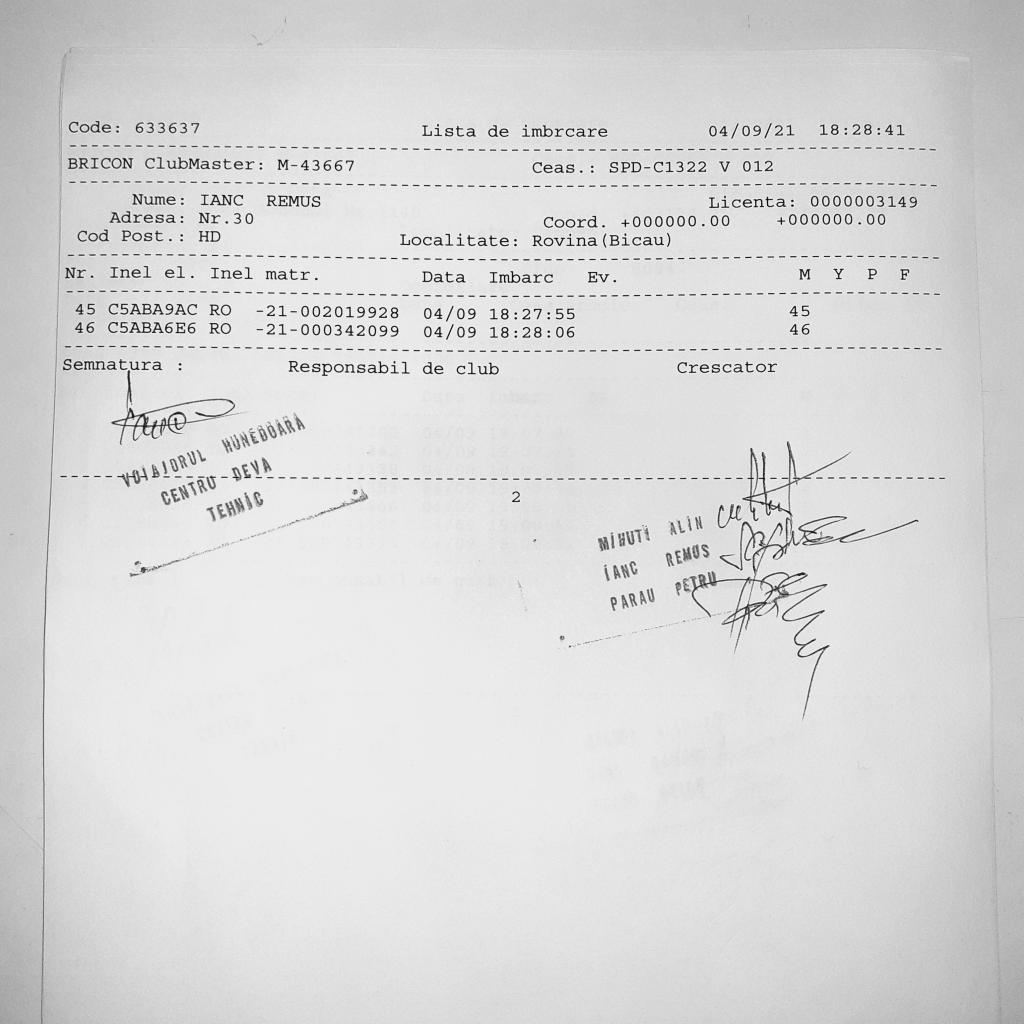 Code: 633637 Lista de imbrcare 04/09/21 18:28:41
BRICON ClubMaster: M-43667 Ceas.: SPD-C1322 V 012
Nume: IANC REMUS Licenta: 0000003149
Adresa: Nr.30 Coord. +000000.00 +000000.00
Cod Post.: HD Localitate: Rovina(Bicau)
Nr. Inel el. Inel matr. Data Imbarc Ev. M Y P F
45 C5ABA9AC RO -21-002019928 04/09 18:27:55 45
46 C5ABA6E6 RO -21-000342099 04/09 18:28:06 46
Semnatura : Responsabil de club Crescator
VOIAJORUL HUNEDOARA
CENTRU DEVA
TEHNIC
2
MIHUTI ALIN
IANC REMUS
PARAU PETRU